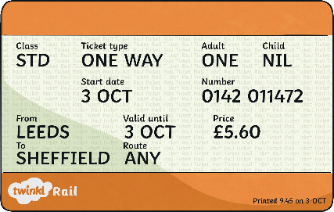 Class Ticket type Adult Child
STD ONE WAY ONE NIL
Start date Number
3 OCT 0142 011472
From Valid until Price
LEEDS 3 OCT £5.60
To Route
SHEFFIELD ANY
twinkl Rail
Printed 9.45 on 3 OCT